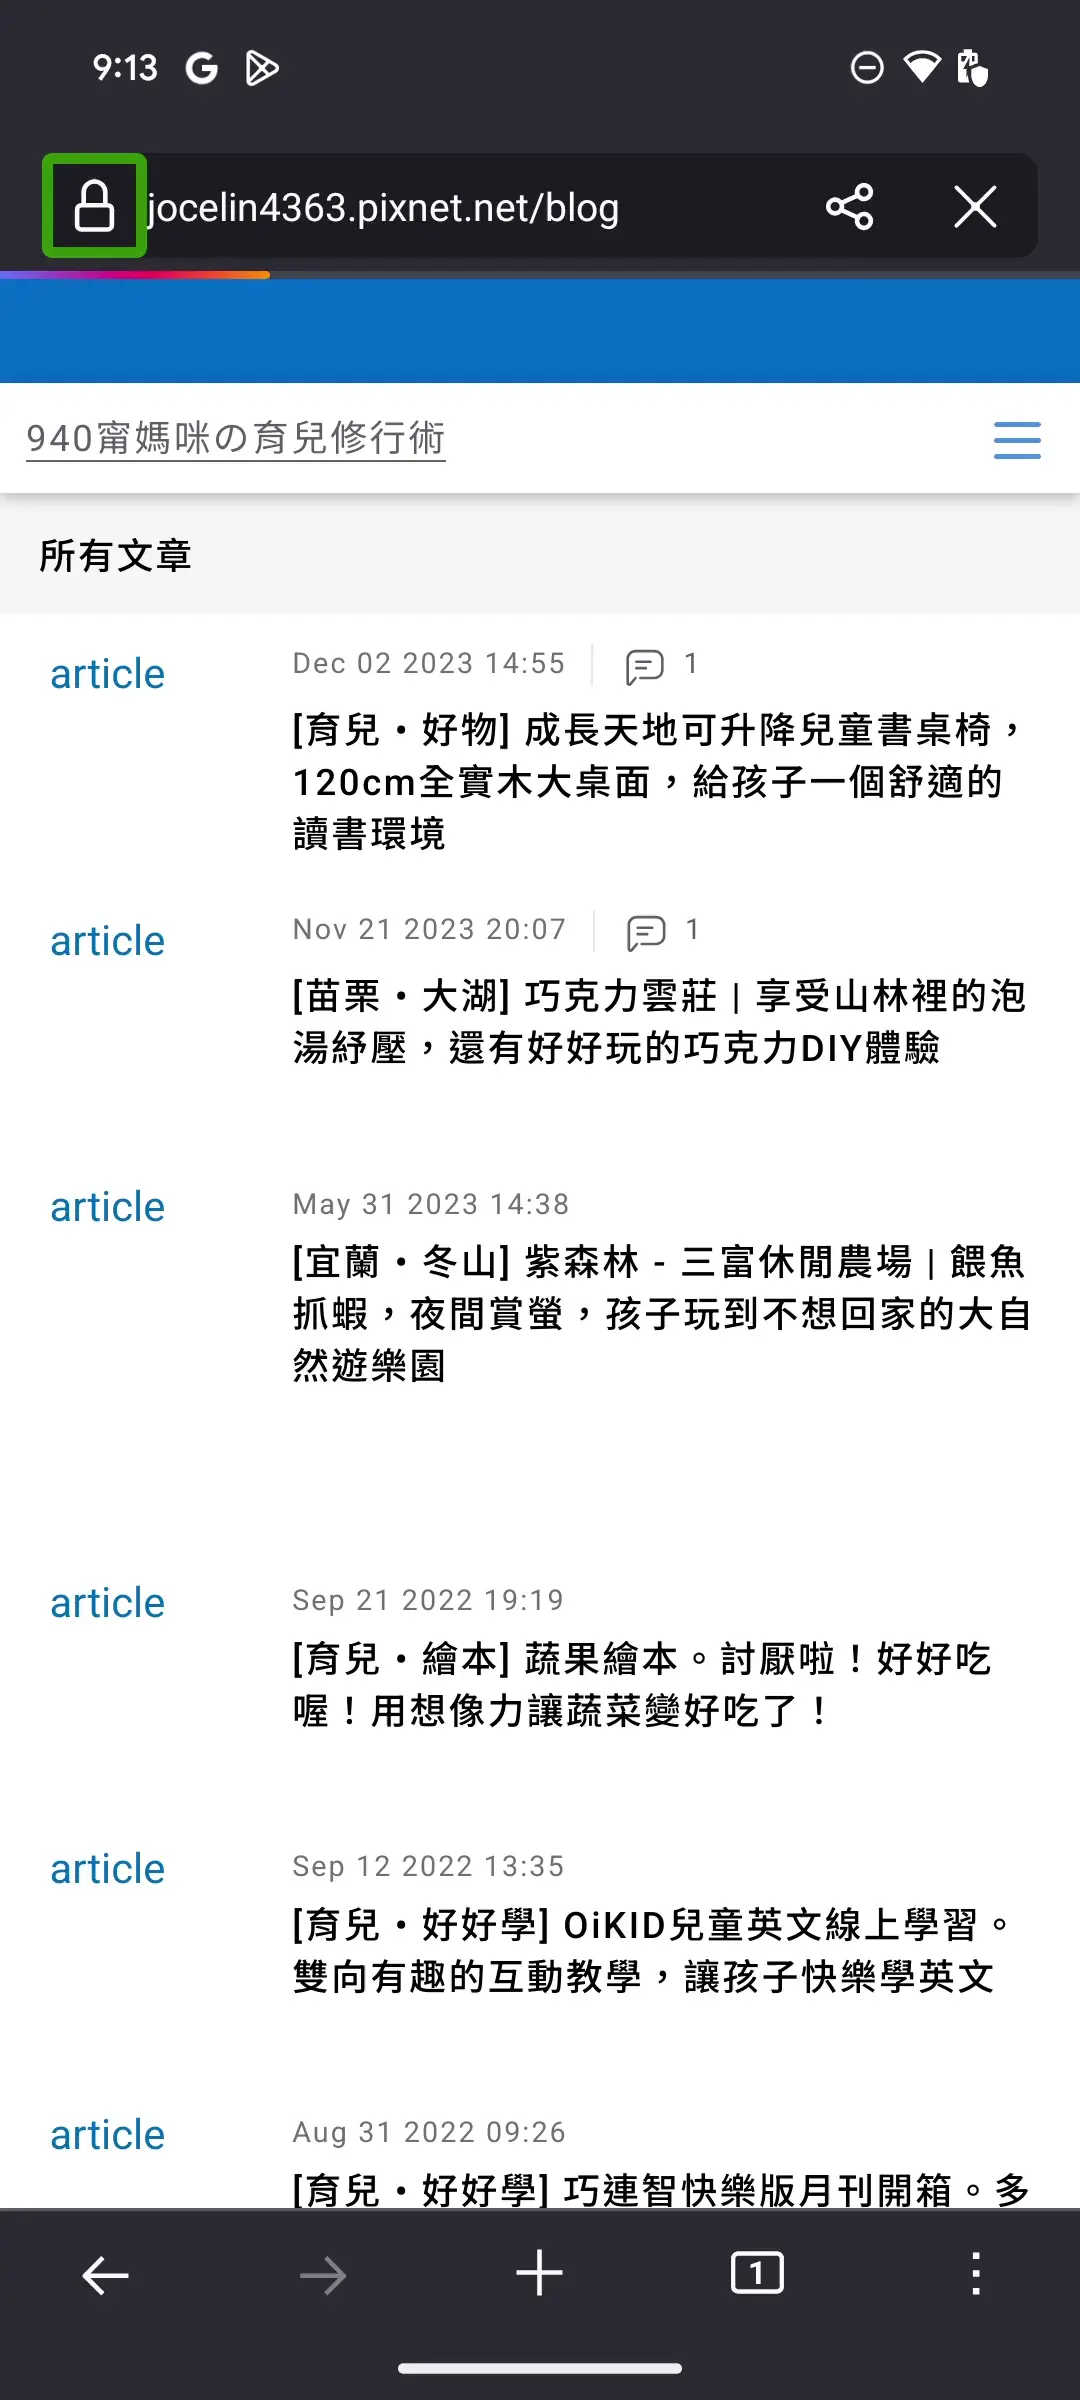 9:13
jocelin4363.pixnet.net/blog
940甯媽咪の育兒修行術
所有文章
article
Dec 02 2023 14:55
1
[育兒・好物] 成長天地可升降兒童書桌椅，
120cm全實木大桌面，給孩子一個舒適的
讀書環境
article
Nov 21 2023 20:07
1
[苗栗・大湖] 巧克力雲莊 | 享受山林裡的泡
湯紓壓，還有好好玩的巧克力DIY體驗
article
May 31 2023 14:38
[宜蘭・冬山] 紫森林 - 三富休閒農場 | 餵魚
抓蝦，夜間賞螢，孩子玩到不想回家的大自
然遊樂園
article
Sep 21 2022 19:19
[育兒・繪本] 蔬果繪本。討厭啦！好好吃
喔！用想像力讓蔬菜變好吃了！
article
Sep 12 2022 13:35
[育兒・好好學] OiKID兒童英文線上學習。
雙向有趣的互動教學，讓孩子快樂學英文
article
Aug 31 2022 09:26
[育兒・好好學] 巧連智快樂版月刊開箱。多
1